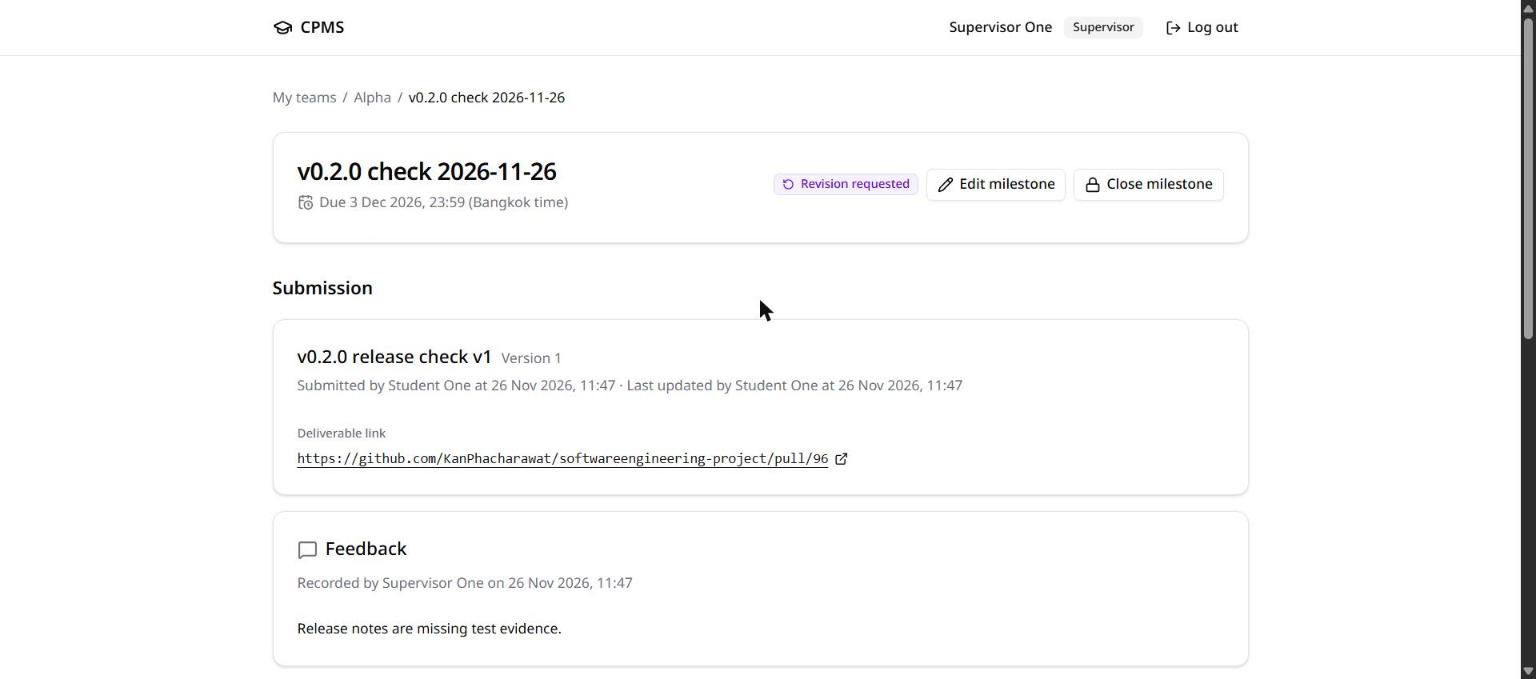 CPMS
Supervisor One Supervisor Log out
My teams / Alpha / v0.2.0 check 2026-11-26
v0.2.0 check 2026-11-26
Revision requested Edit milestone Close milestone
Due 3 Dec 2026, 23:59 (Bangkok time)
Submission
v0.2.0 release check v1 Version 1
Submitted by Student One at 26 Nov 2026, 11:47 · Last updated by Student One at 26 Nov 2026, 11:47
Deliverable link
https://github.com/KanPhacharawat/softwareengineering-project/pull/96
Feedback
Recorded by Supervisor One on 26 Nov 2026, 11:47
Release notes are missing test evidence.